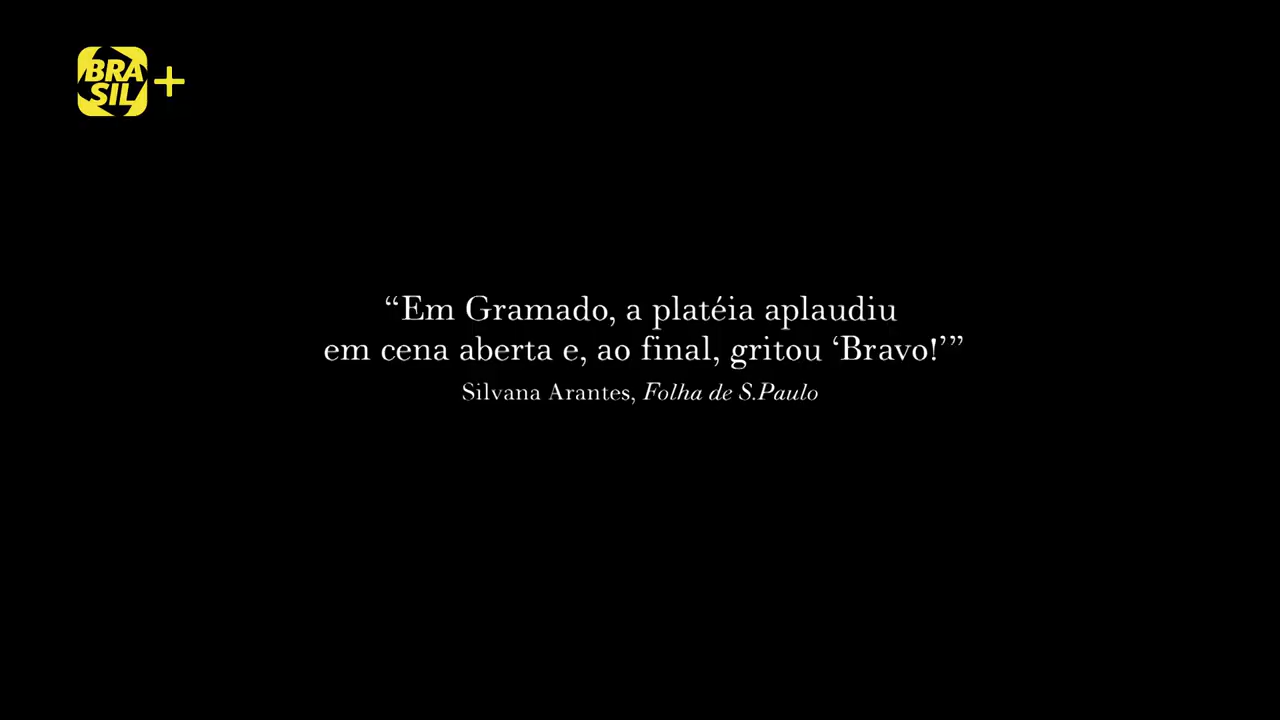 BRA
SIL +
“Em Gramado, a platéia aplaudiu
em cena aberta e, ao final, gritou ‘Bravo!’”
Silvana Arantes, Folha de S.Paulo